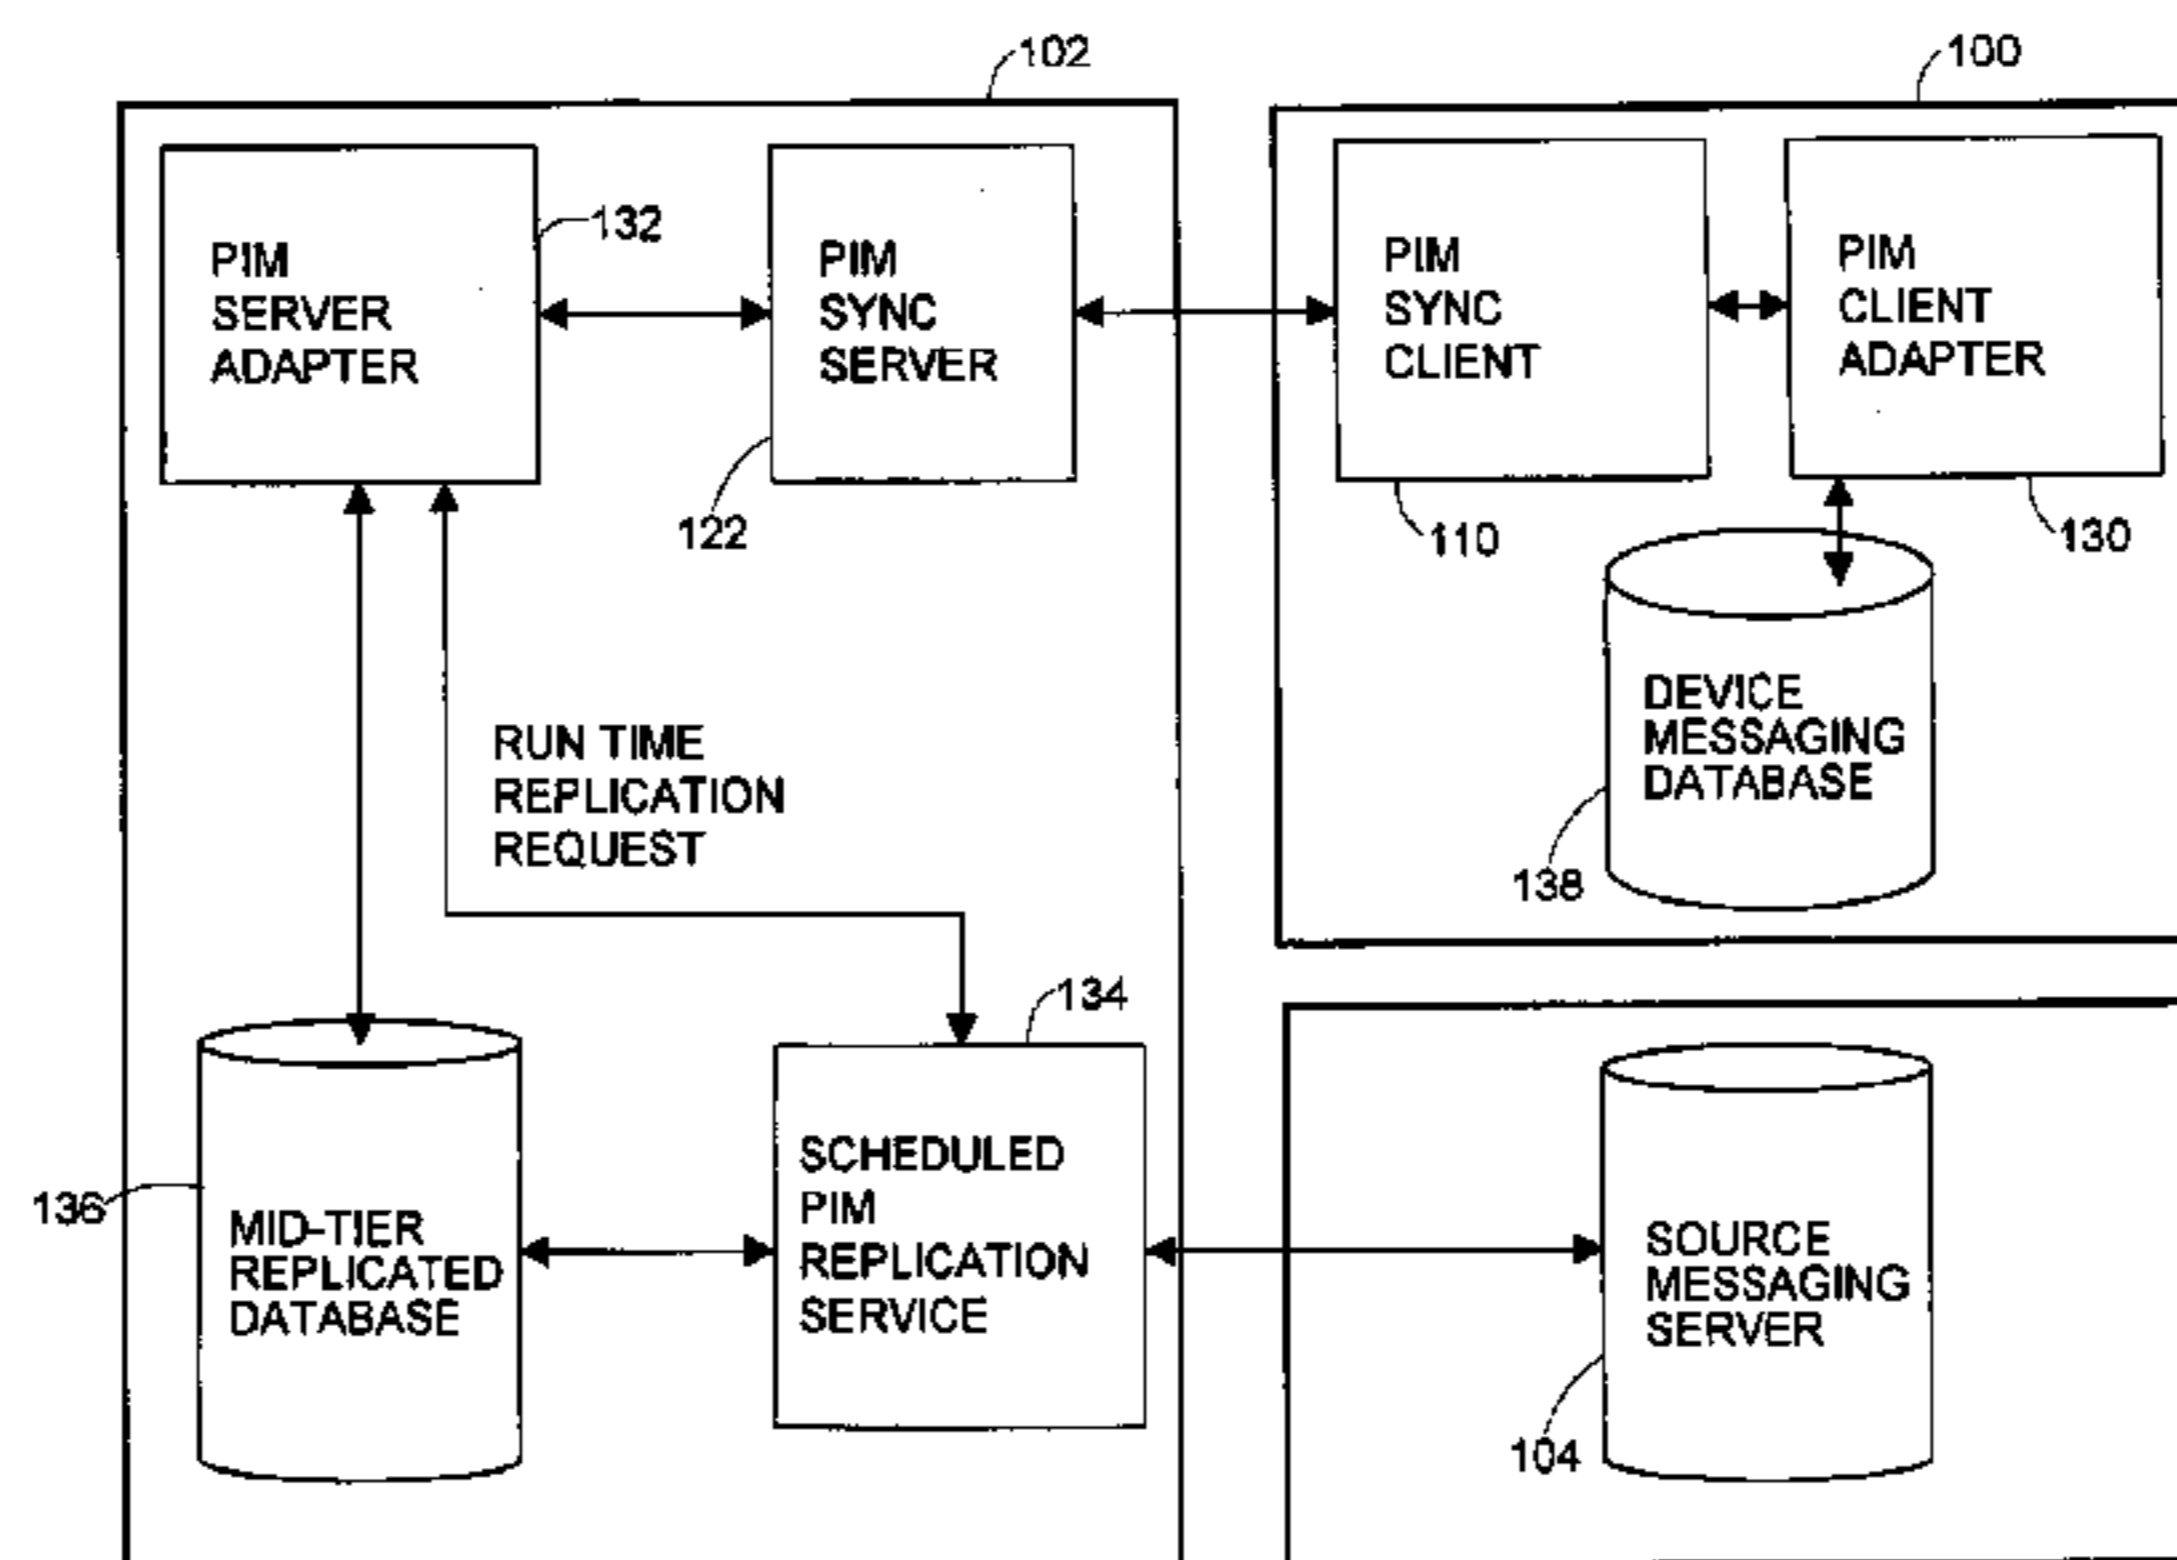 102
100
PIM
SERVER
ADAPTER
132
PIM
SYNC
SERVER
122
PIM
SYNC
CLIENT
110
PIM
CLIENT
ADAPTER
130
DEVICE
MESSAGING
DATABASE
138
RUN TIME
REPLICATION
REQUEST
134
136
MID-TIER
REPLICATED
DATABASE
SCHEDULED
PIM
REPLICATION
SERVICE
SOURCE
MESSAGING
SERVER
104